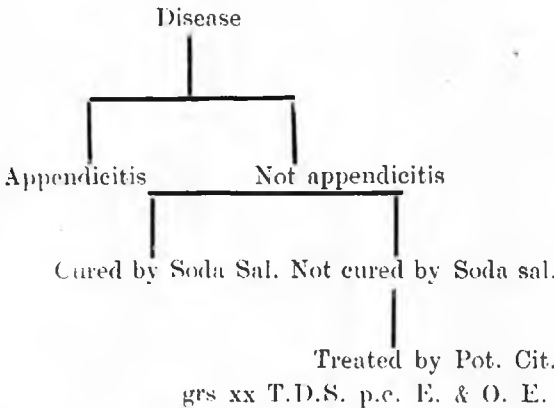 Disease
Appendicitis Not appendicitis
Cured by Soda Sal. Not cured by Soda sal.
Treated by Pot. Cit.
grs xx T.D.S. p.c. E. & O. E.